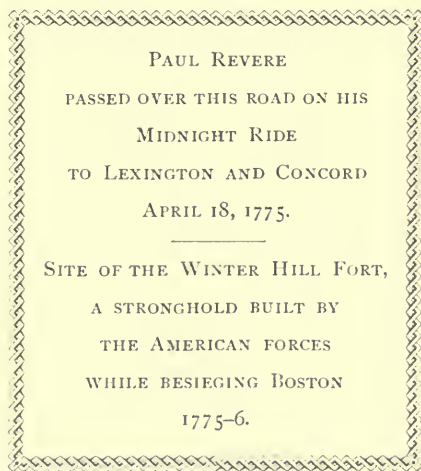 Paul Revere
passed over this road on his
Midnight Ride
to Lexington and Concord
April 18, 1775.
Site of the Winter Hill Fort,
a stronghold built by
the American forces
while besieging Boston
1775–6.